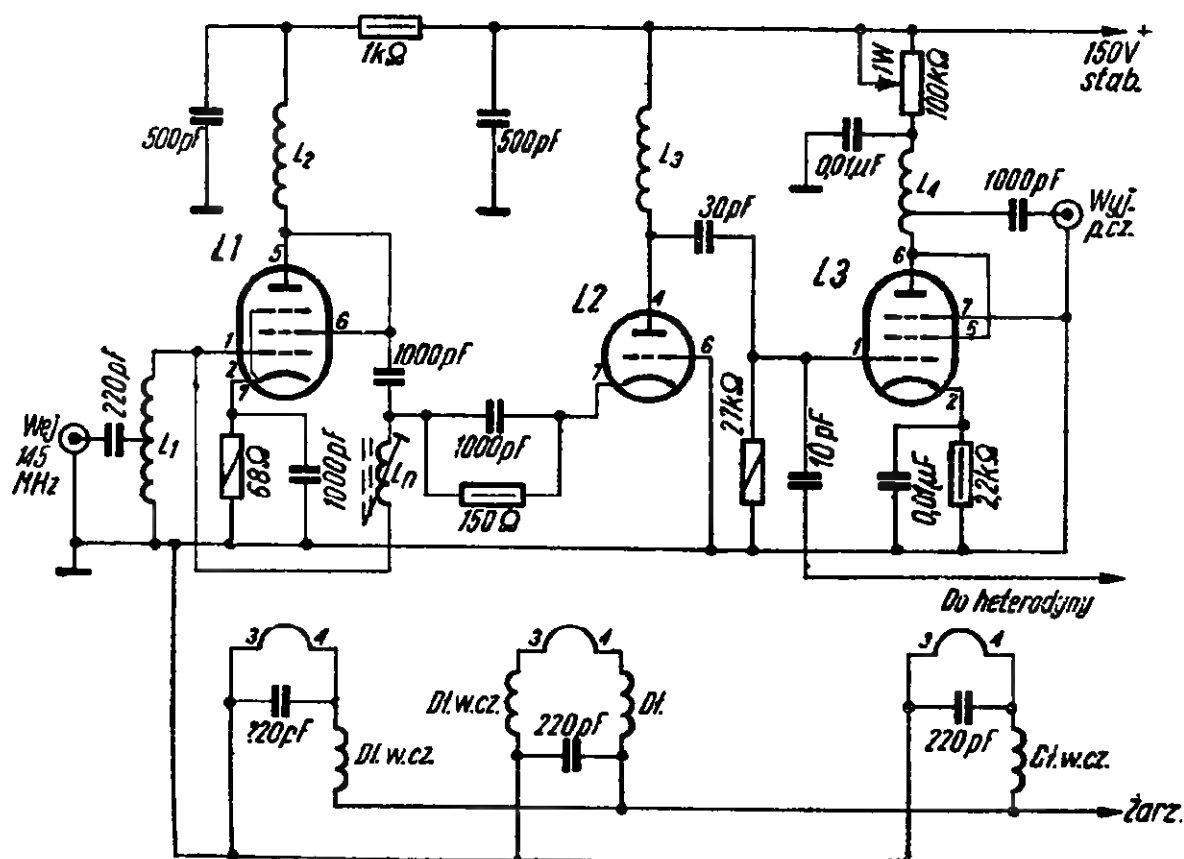 1kΩ
1W
100kΩ
150V +
stab.
500pF
L2
500pF
L3
0,01µF
L4
1000pF
Wyj-
p.cz.
30pF
L1
5
L2
4
L3
6
1
6
2
7
7
6
1
7
5
2
220pF
1000pF
27kΩ
Wej
145
MHz
L1
68Ω
1000pF
Ln
1000pF
150Ω
10pF
0,01µF
2,2kΩ
Do heterodyny
3 4
3 4
3 4
220pF
Dł.w.cz.
Dł.w.cz.
220pF
Dł.
220pF
Dł.w.cz.
Żarz.